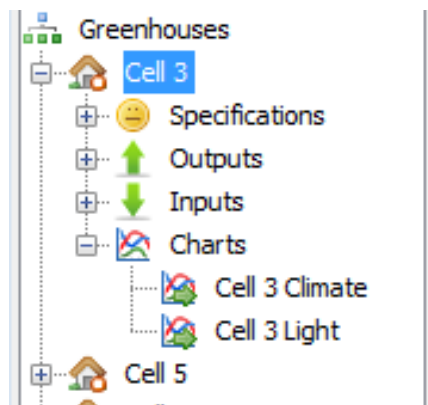 Greenhouses
Cell 3
Specifications
Outputs
Inputs
Charts
Cell 3 Climate
Cell 3 Light
Cell 5